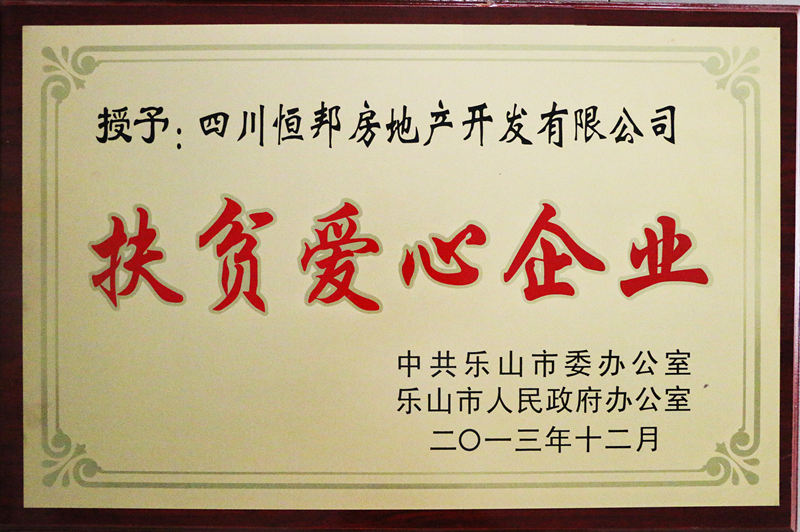 授予：四川恒邦房地产开发有限公司
扶贫爱心企业
中共乐山市委办公室
乐山市人民政府办公室
二〇一三年十二月